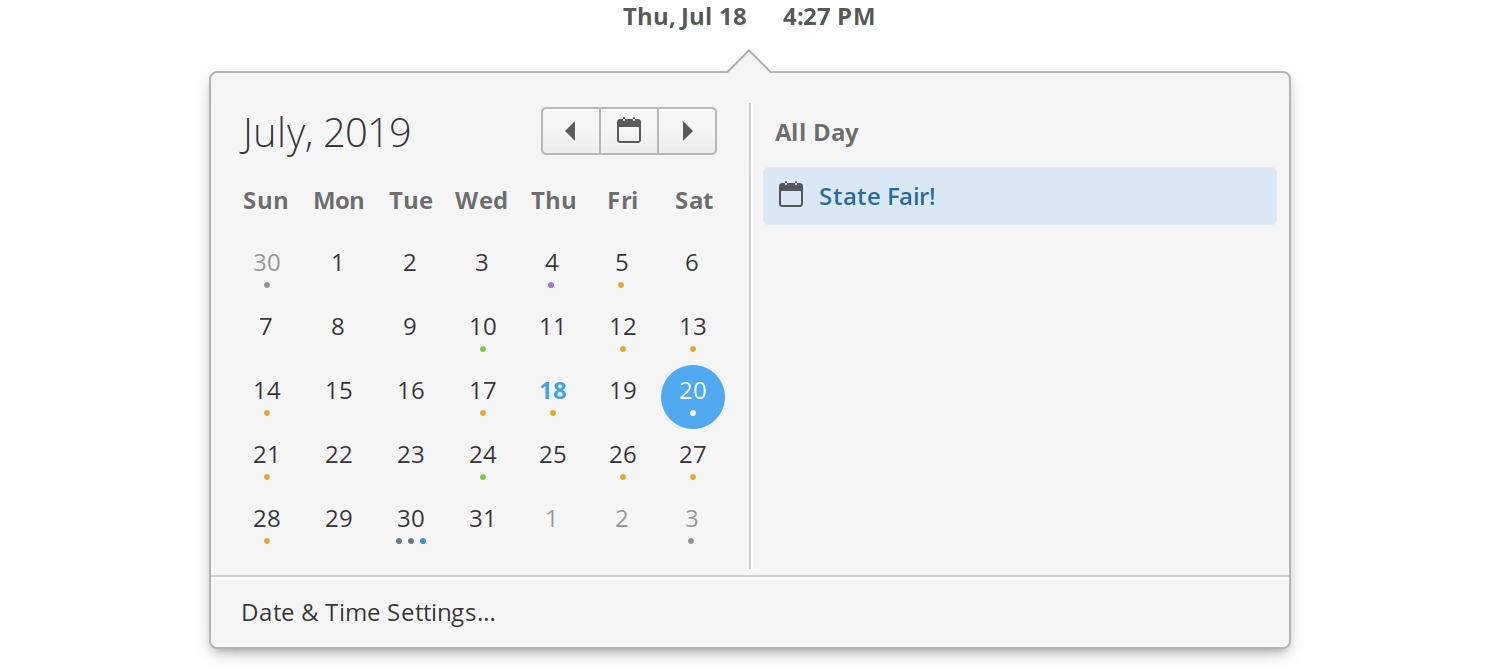 Thu, Jul 18 4:27 PM
July, 2019
Sun Mon Tue Wed Thu Fri Sat
30 1 2 3 4 5 6
7 8 9 10 11 12 13
14 15 16 17 18 19 20
21 22 23 24 25 26 27
28 29 30 31 1 2 3
All Day
State Fair!
Date & Time Settings...